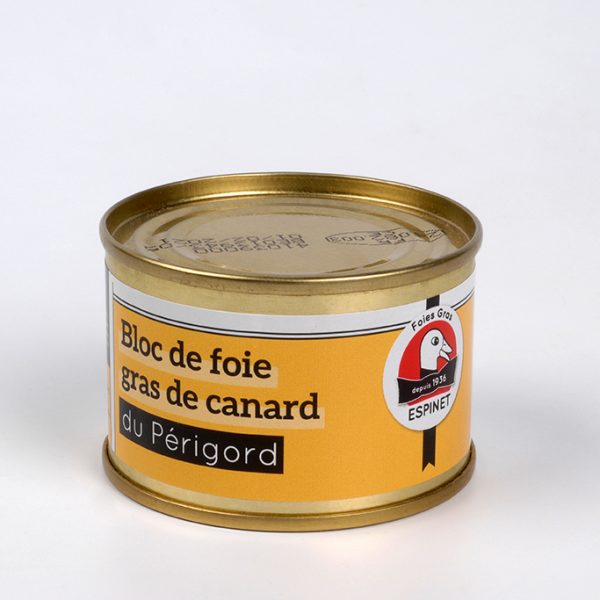 Bloc de foie
gras de canard
du Périgord
Foies Gras
depuis 1936
ESPINET